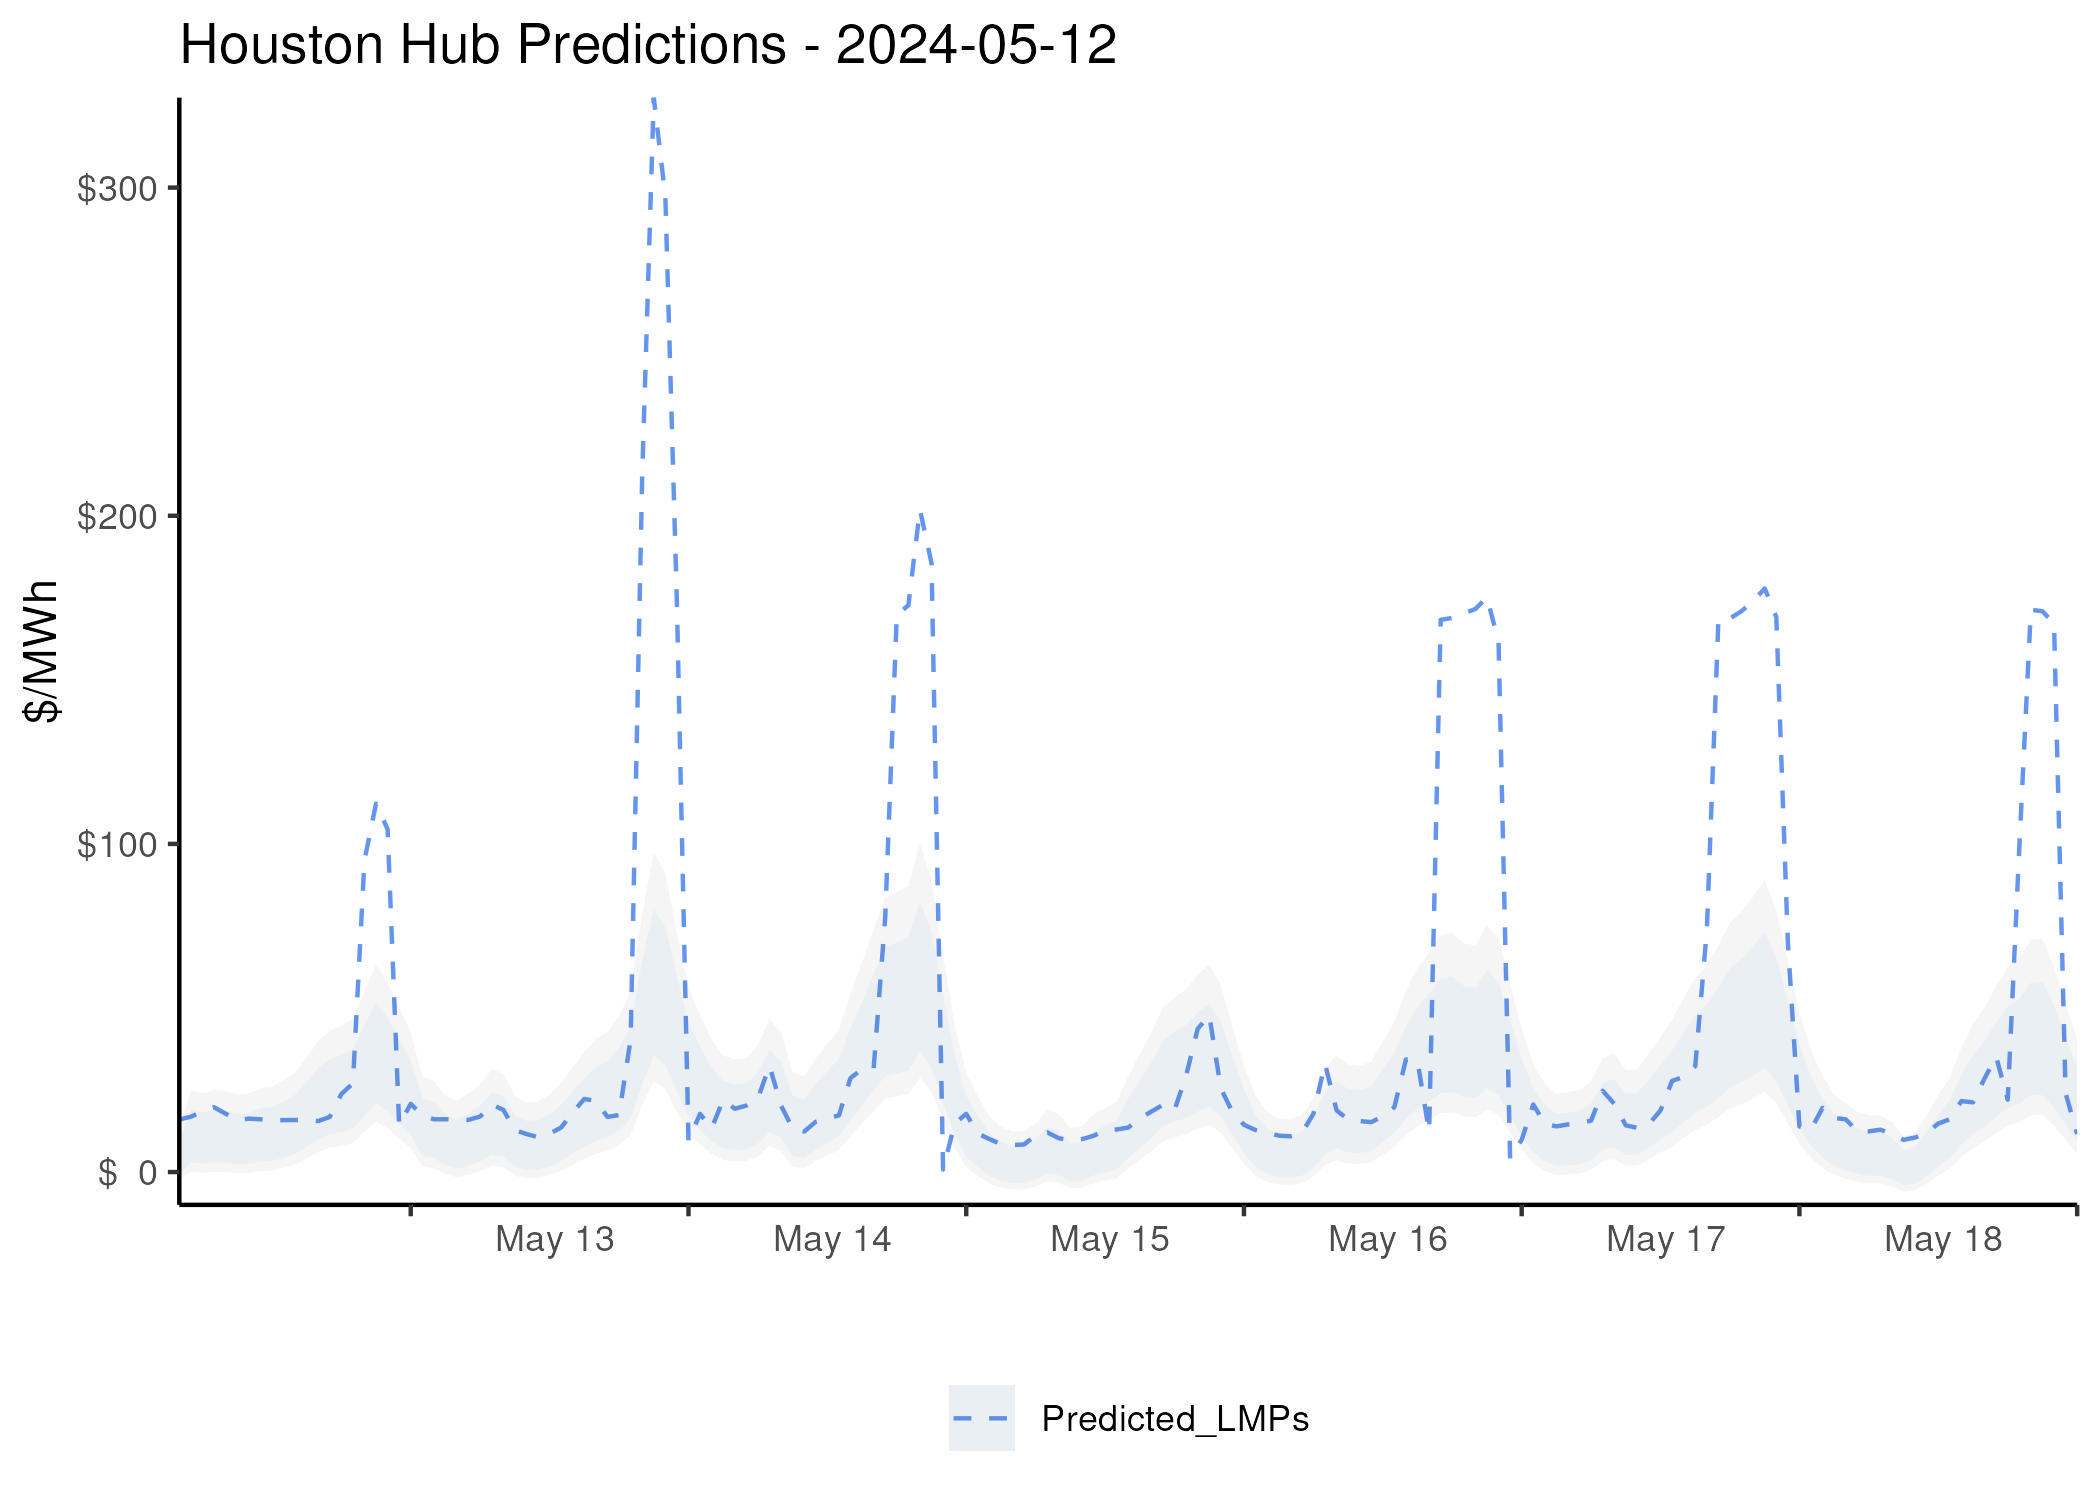 Houston Hub Predictions - 2024-05-12
$300
$200
$100
$ 0
$/MWh
May 13 May 14 May 15 May 16 May 17 May 18
Predicted_LMPs